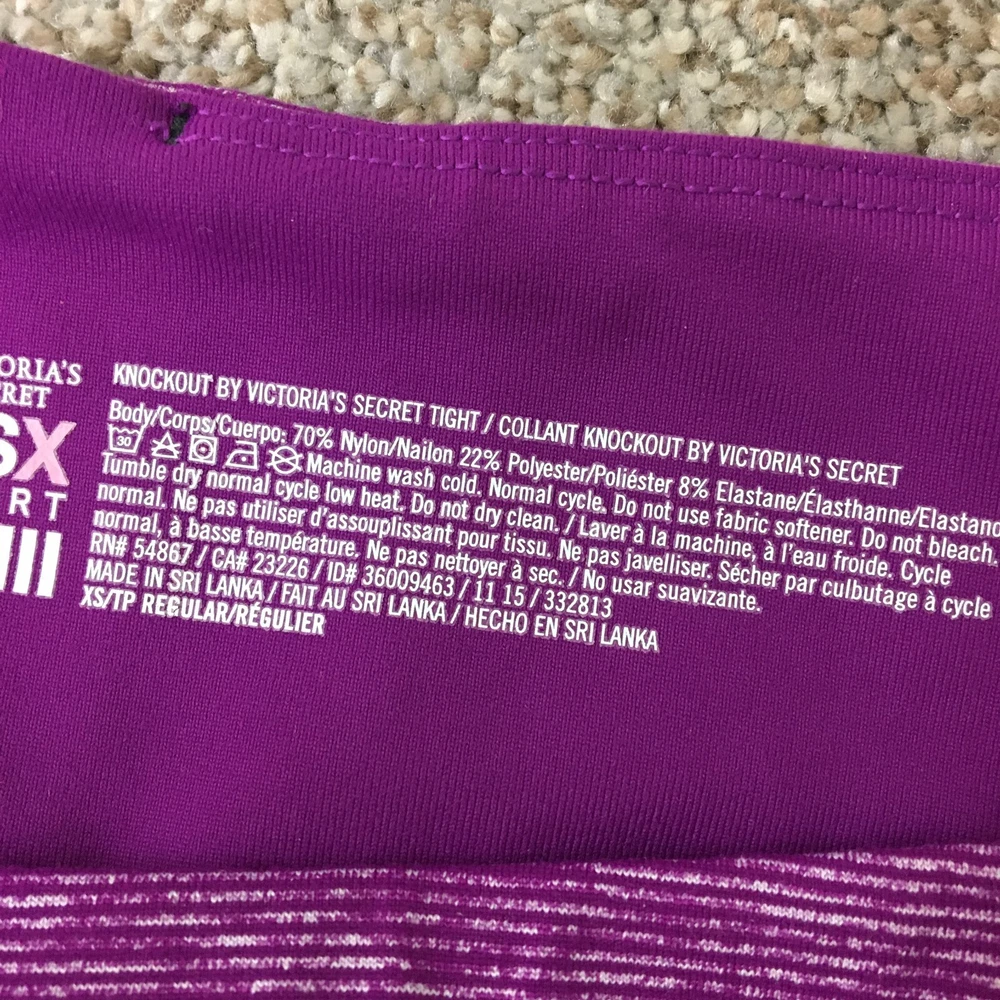 ORIA'S
RET
SX
RT
KNOCKOUT BY VICTORIA'S SECRET TIGHT / COLLANT KNOCKOUT BY VICTORIA'S SECRET
Body/Corps/Cuerpo: 70% Nylon/Nailon 22% Polyester/Poliéster 8% Elastane/Élasthanne/Elastano
30 Machine wash cold. Normal cycle. Do not use fabric softener. Do not bleach.
Tumble dry normal cycle low heat. Do not dry clean. / Laver à la machine, à l'eau froide. Cycle
normal. Ne pas utiliser d'assouplissant pour tissu. Ne pas javelliser. Sécher par culbutage à cycle
normal, à basse température. Ne pas nettoyer à sec. / No usar suavizante.
RN# 54867 / CA# 23226 / ID# 36009463 / 11 15 / 332813
MADE IN SRI LANKA / FAIT AU SRI LANKA / HECHO EN SRI LANKA
XS/TP REGULAR/RÉGULIER